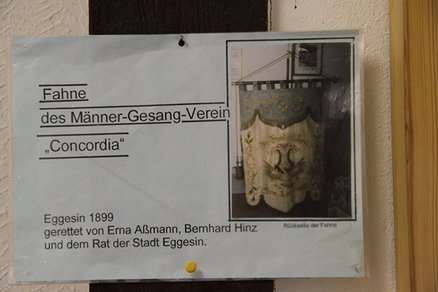 Fahne
des Männer-Gesang-Verein
„Concordia“
Eggesin 1899
gerettet von Erna Aßmann, Bernhard Hinz
und dem Rat der Stadt Eggesin.
Rückseite der Fahne